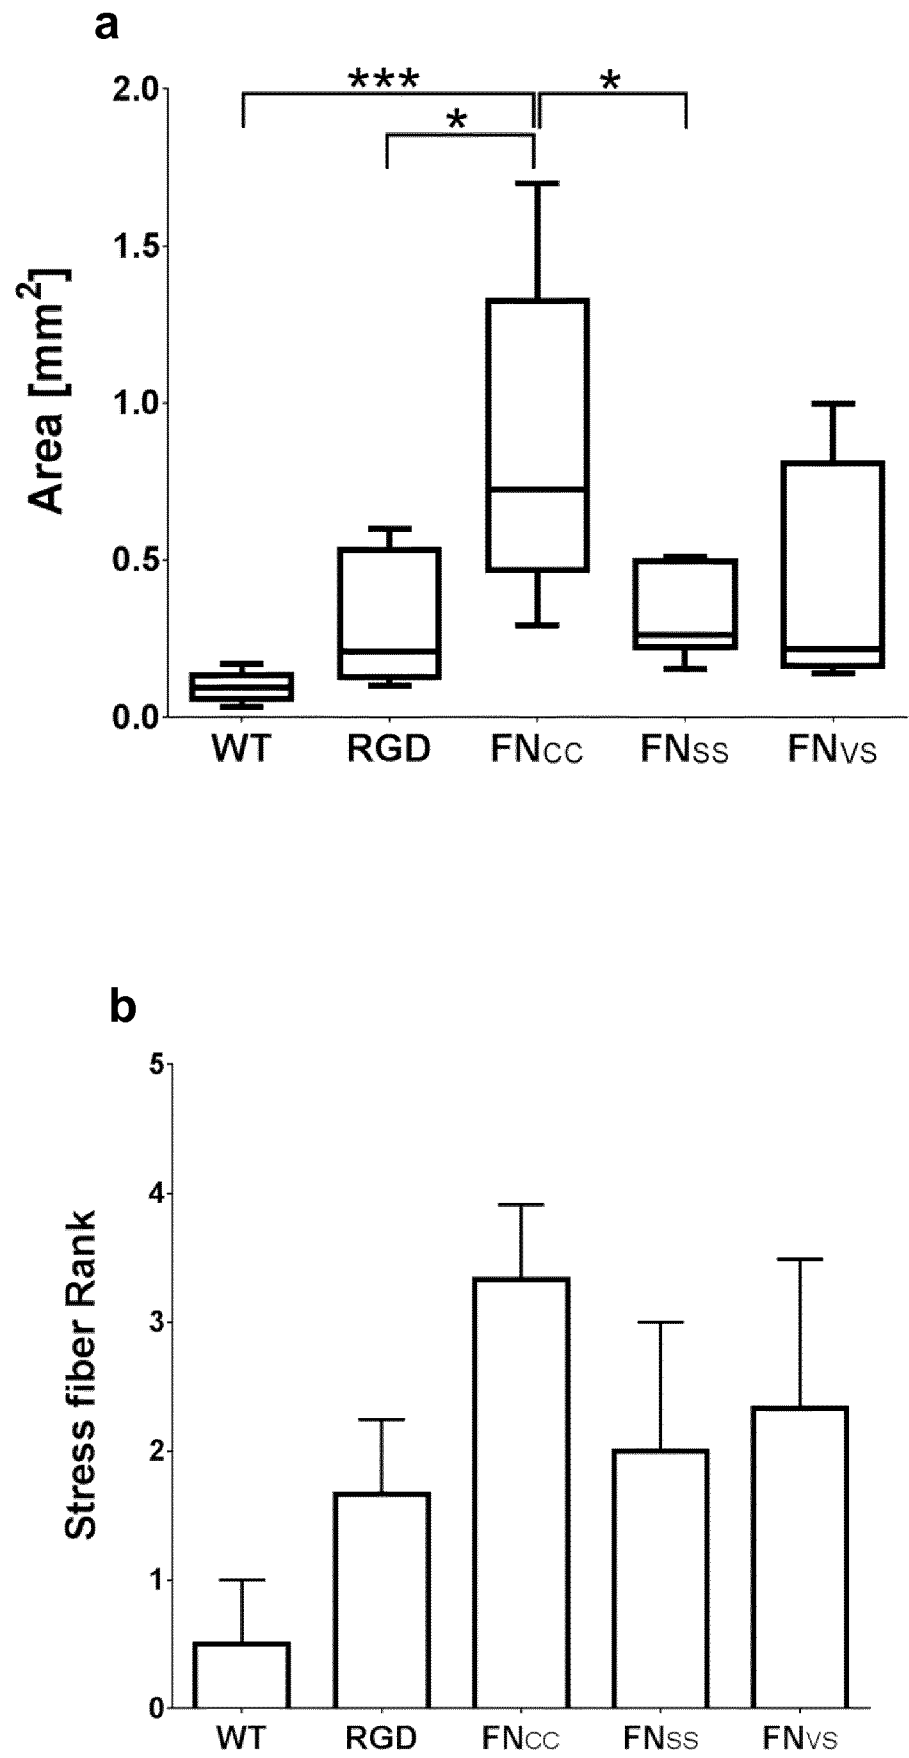 a
2.0
***
*
*
1.5
1.0
0.5
0.0
Area [mm²]
WT RGD FNCC FNSS FNVS
b
5
4
3
2
1
0
Stress fiber Rank
WT RGD FNCC FNSS FNVS